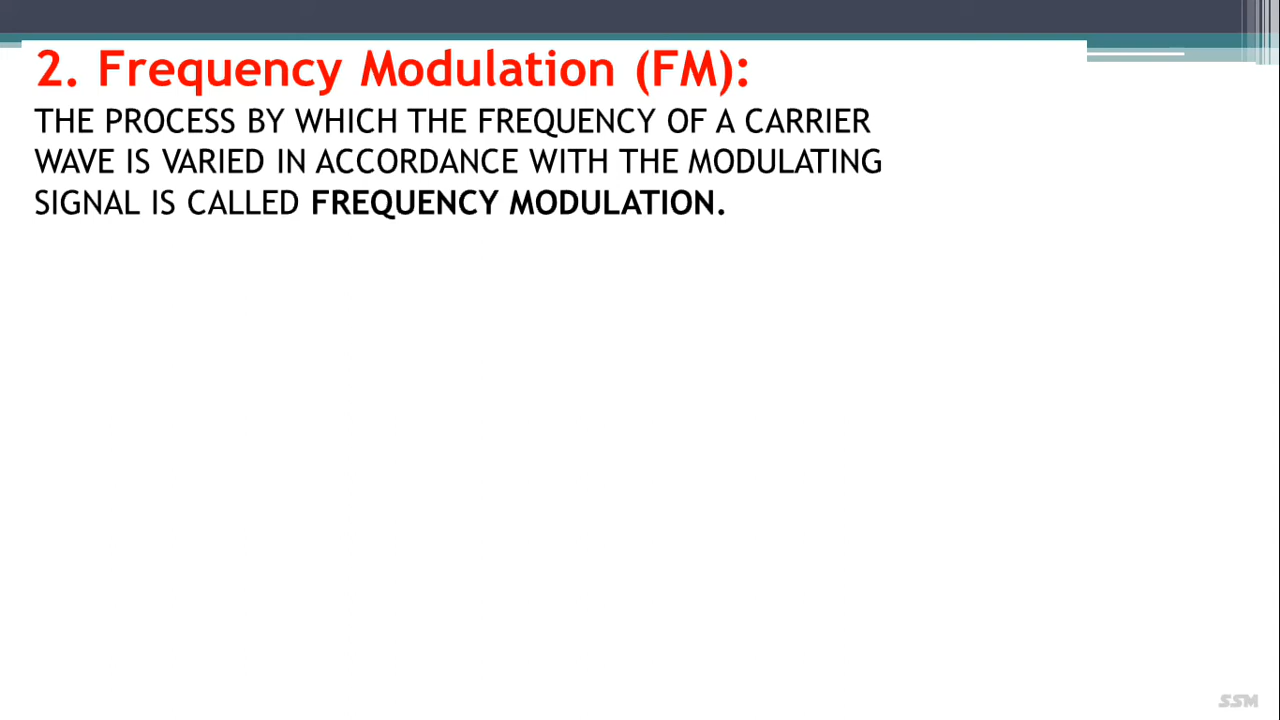 2. Frequency Modulation (FM):
THE PROCESS BY WHICH THE FREQUENCY OF A CARRIER
WAVE IS VARIED IN ACCORDANCE WITH THE MODULATING
SIGNAL IS CALLED FREQUENCY MODULATION.
SSM